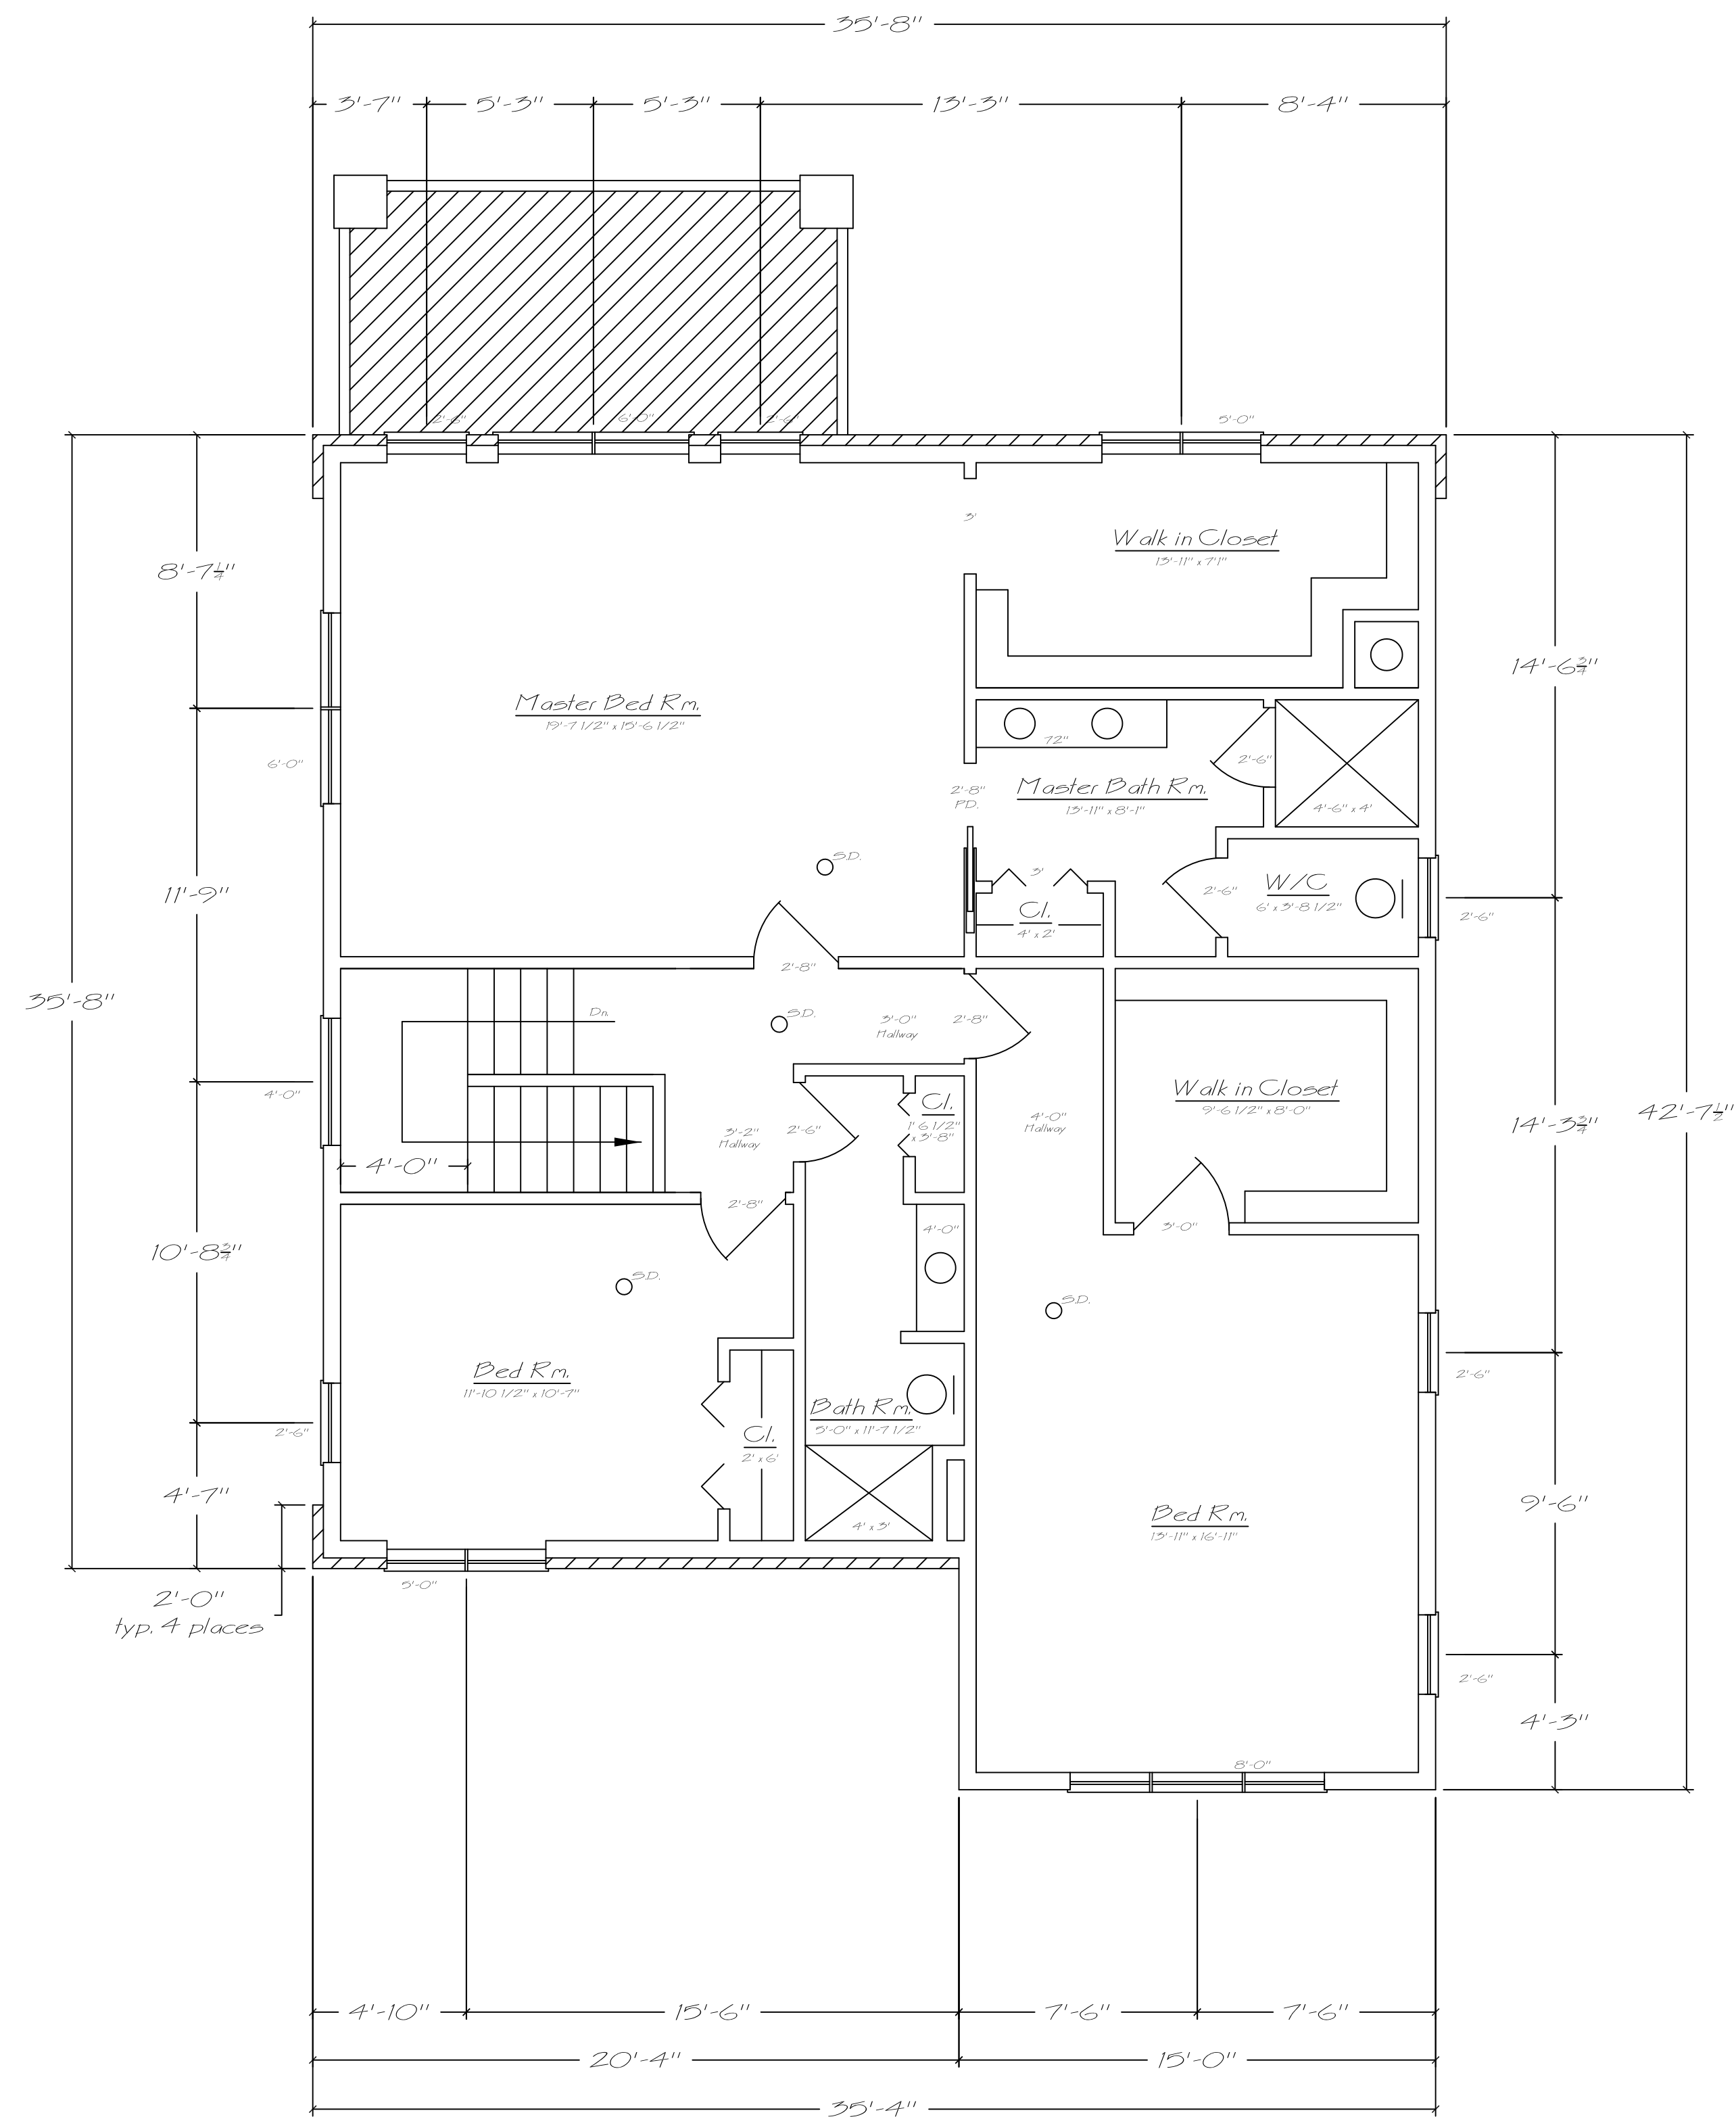 35'-8"
3'-7" 5'-3" 5'-3" 13'-3" 8'-4"
2'-6" 6'-0" 2'-6" 5'-0"
3'
Walk in Closet
13'-11" x 7'1"
8'-7¼"
14'-6¾"
Master Bed Rm.
19'-7 1/2" x 15'-6 1/2"
72"
6'-0"
2'-6"
2'-8"
P.D.
Master Bath Rm.
13'-11" x 8'-1"
4'-6" x 4'
S.D.
3'
11'-9"
Cl.
4' x 2'
2'-6"
W/C
6' x 3'-8 1/2"
2'-6"
2'-8"
35'-8"
Dn.
S.D.
3'-0"
Hallway
2'-8"
4'-0"
Walk in Closet
9'-6 1/2" x 8'-0"
Cl.
1' 6 1/2"
x 3'-8"
4'-0"
Hallway
14'-3¾"
42'-7½"
3'-2"
Hallway
2'-6"
4'-0"
2'-8"
4'-0"
3'-0"
10'-8¾"
S.D.
S.D.
Bed Rm.
11'-10 1/2" x 10'-7"
2'-6"
Bath Rm.
5'-0" x 11'-7 1/2"
2'-6"
Cl.
2' x 6'
4'-7"
9'-6"
4' x 3'
Bed Rm.
13'-11" x 16'-11"
5'-0"
2'-0"
typ. 4 places
2'-6"
4'-3"
8'-0"
4'-10" 15'-6" 7'-6" 7'-6"
20'-4" 15'-0"
35'-4"